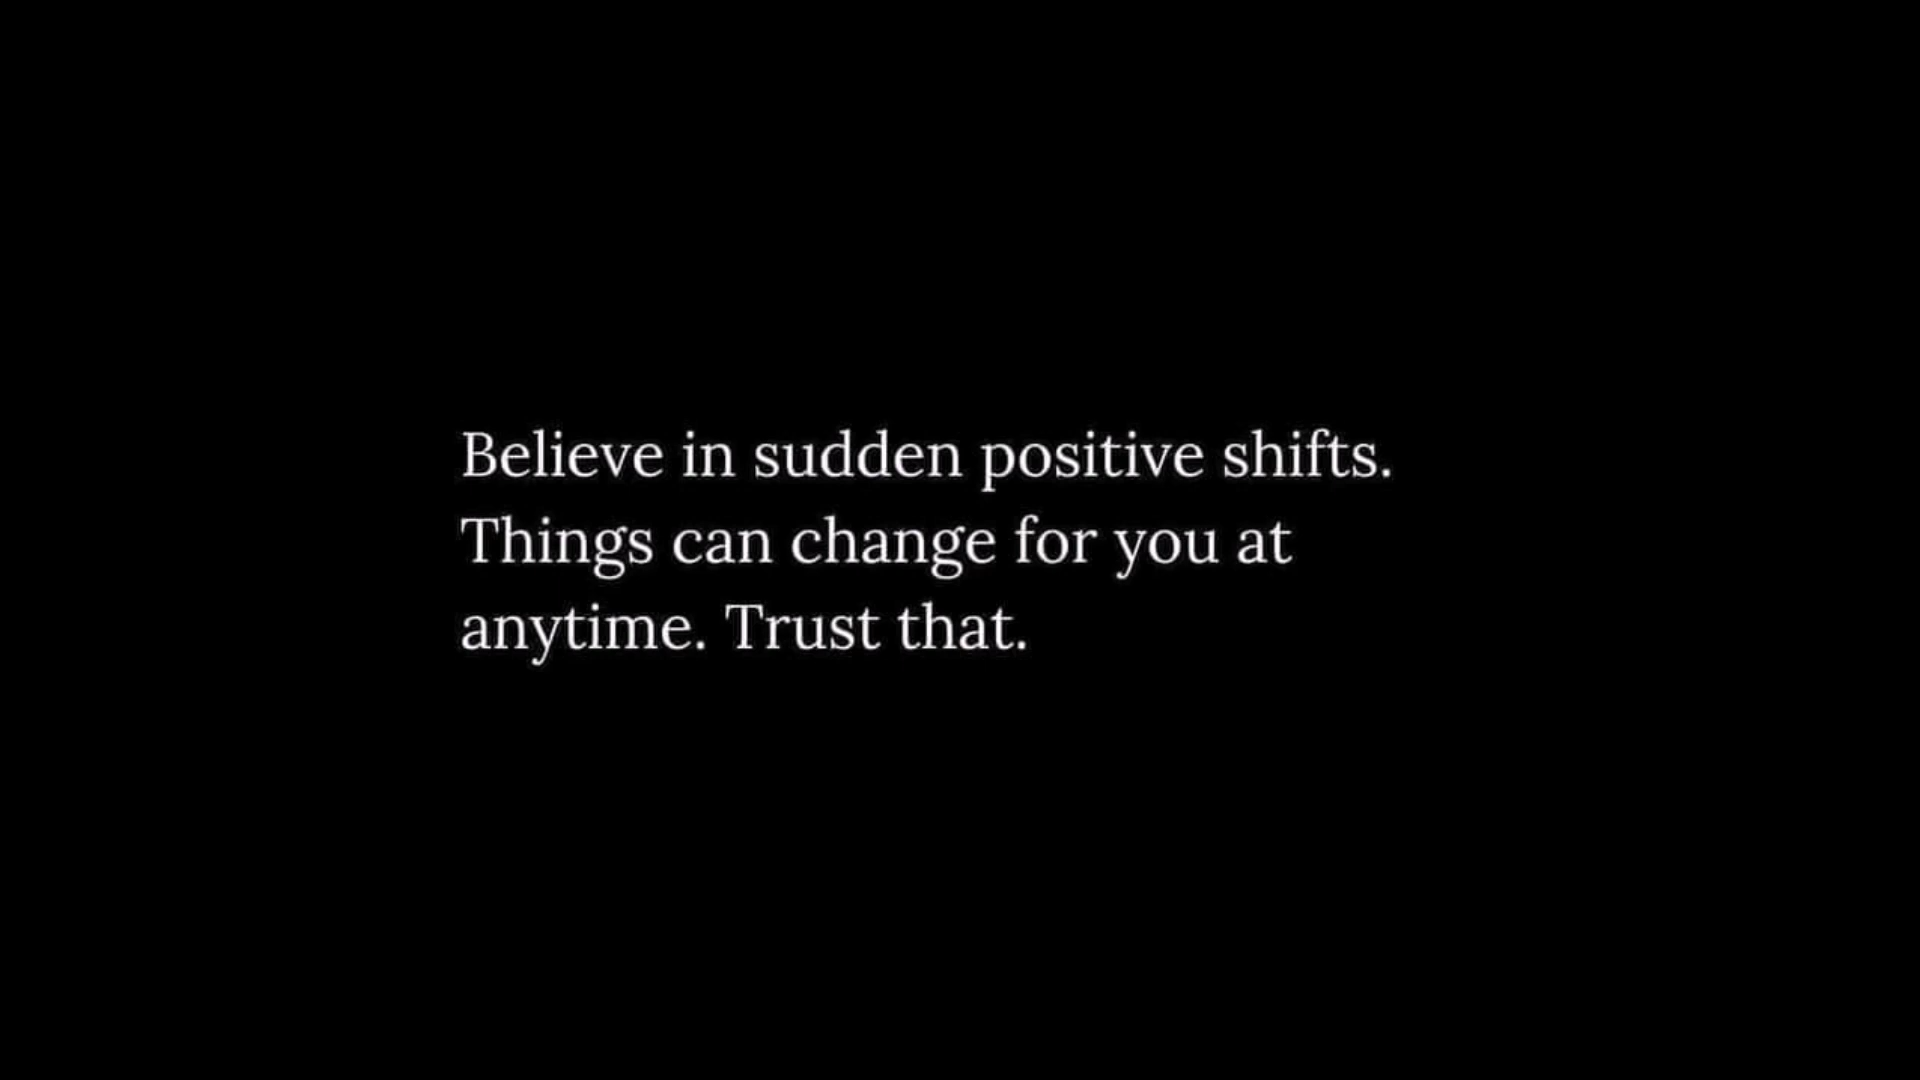 Believe in sudden positive shifts.
Things can change for you at
anytime. Trust that.